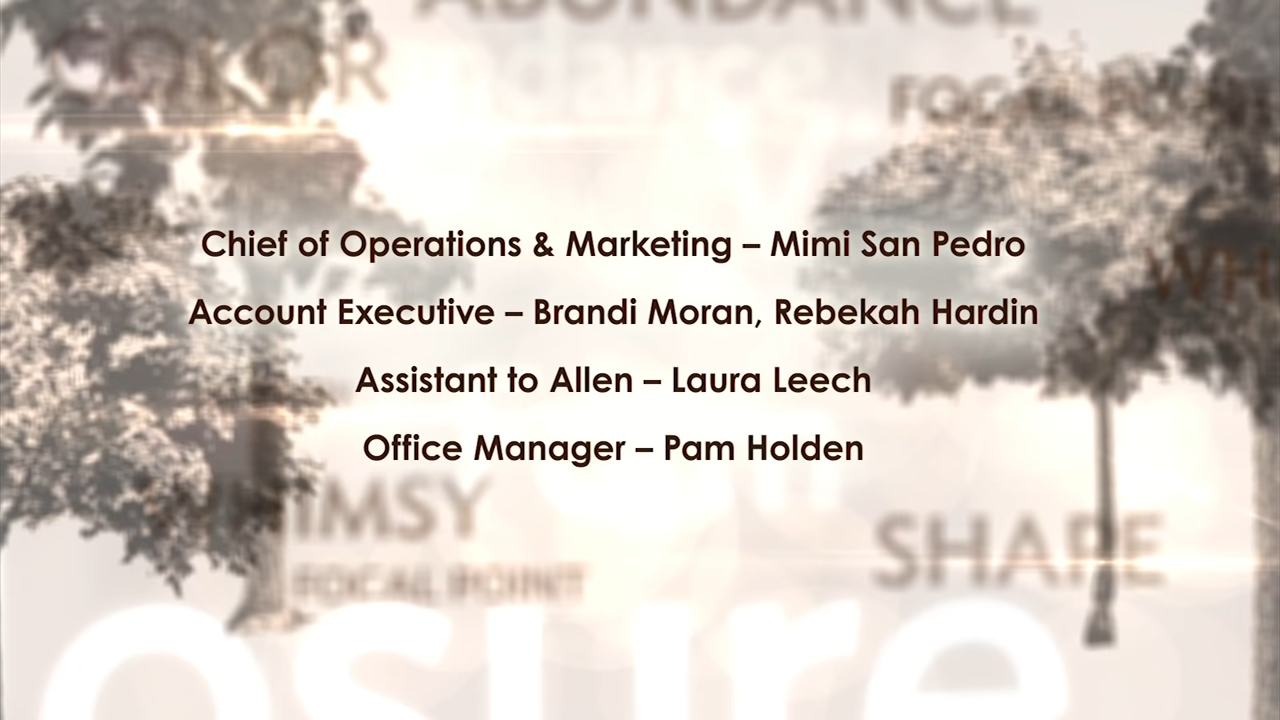 ABUNDANCE
Chief of Operations & Marketing – Mimi San Pedro
Account Executive – Brandi Moran, Rebekah Hardin
Assistant to Allen – Laura Leech
Office Manager – Pam Holden
SHAPE
FOCAL POINT